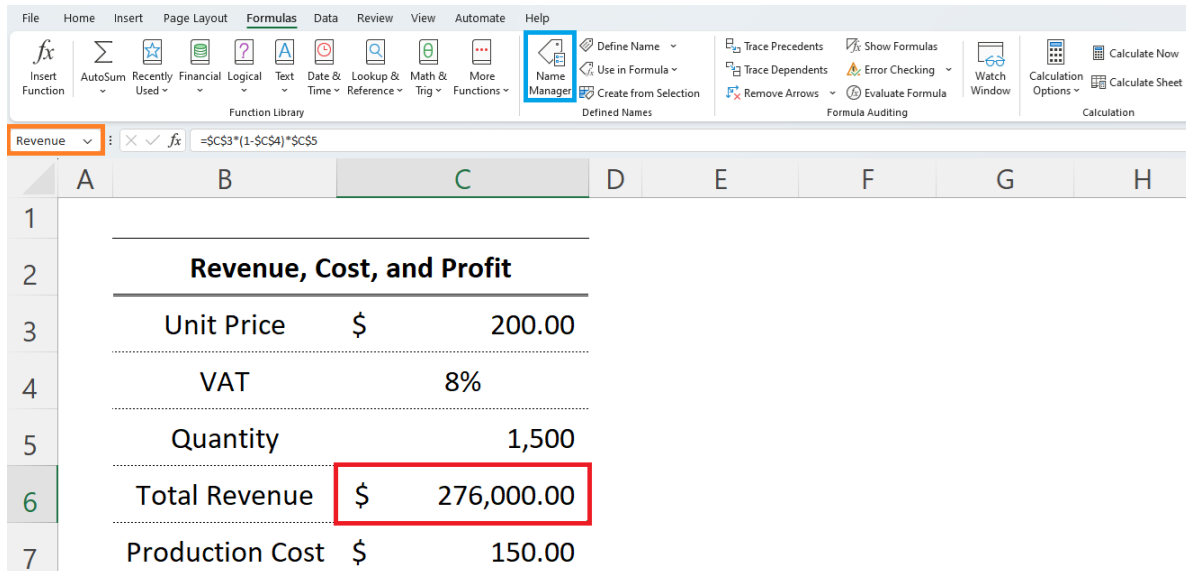 File Home Insert Page Layout Formulas Data Review View Automate Help
fx Σ ? A θ Define Name Trace Precedents fx Show Formulas Calculate Now
Insert AutoSum Recently Financial Logical Text Date & Lookup & Math & More Name Use in Formula Trace Dependents Error Checking Watch Calculation Calculate Sheet
Function Used Time Reference Trig Functions Manager Create from Selection Remove Arrows fx Evaluate Formula Window Options
Function Library Defined Names Formula Auditing Calculation
Revenue fx =$C$3*(1-$C$4)*$C$5
A B C D E F G H
1
2 Revenue, Cost, and Profit
3 Unit Price $ 200.00
4 VAT 8%
5 Quantity 1,500
6 Total Revenue $ 276,000.00
7 Production Cost $ 150.00